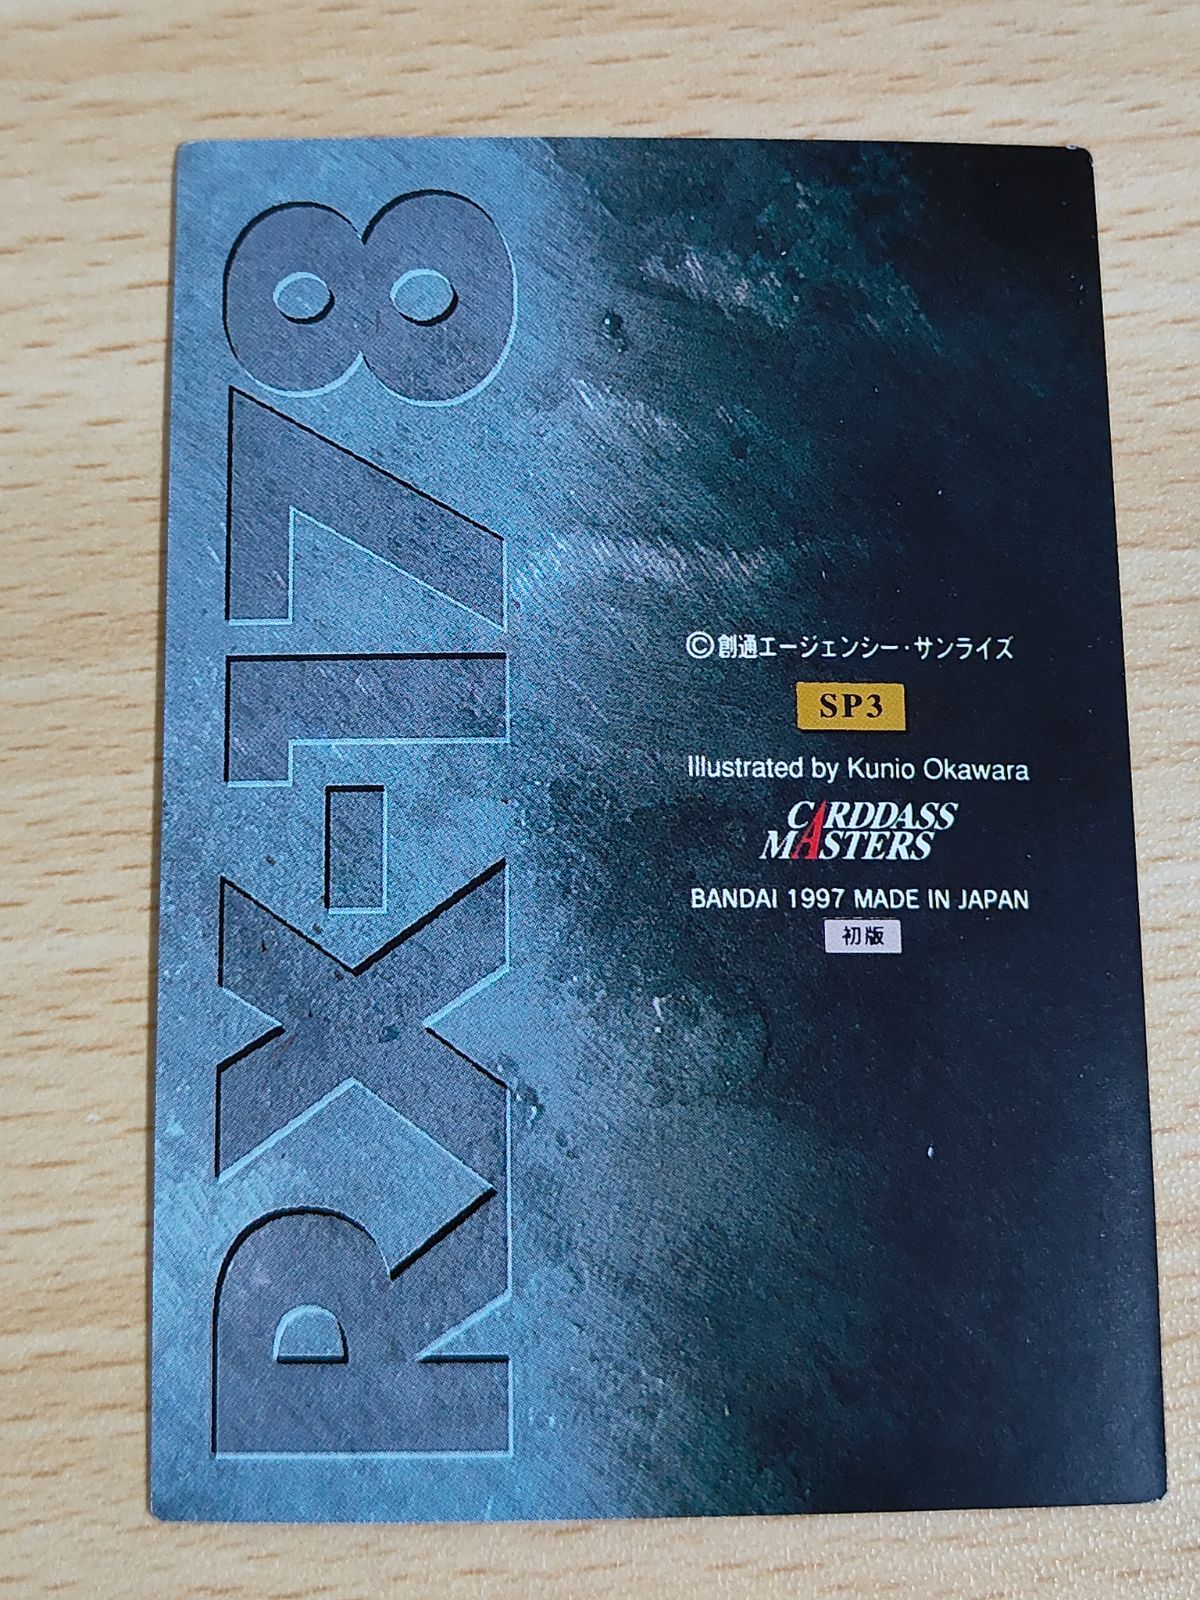 RX-178
©創通エージェンシー・サンライズ
SP3
Illustrated by Kunio Okawara
CARDDASS
MASTERS
BANDAI 1997 MADE IN JAPAN
初版